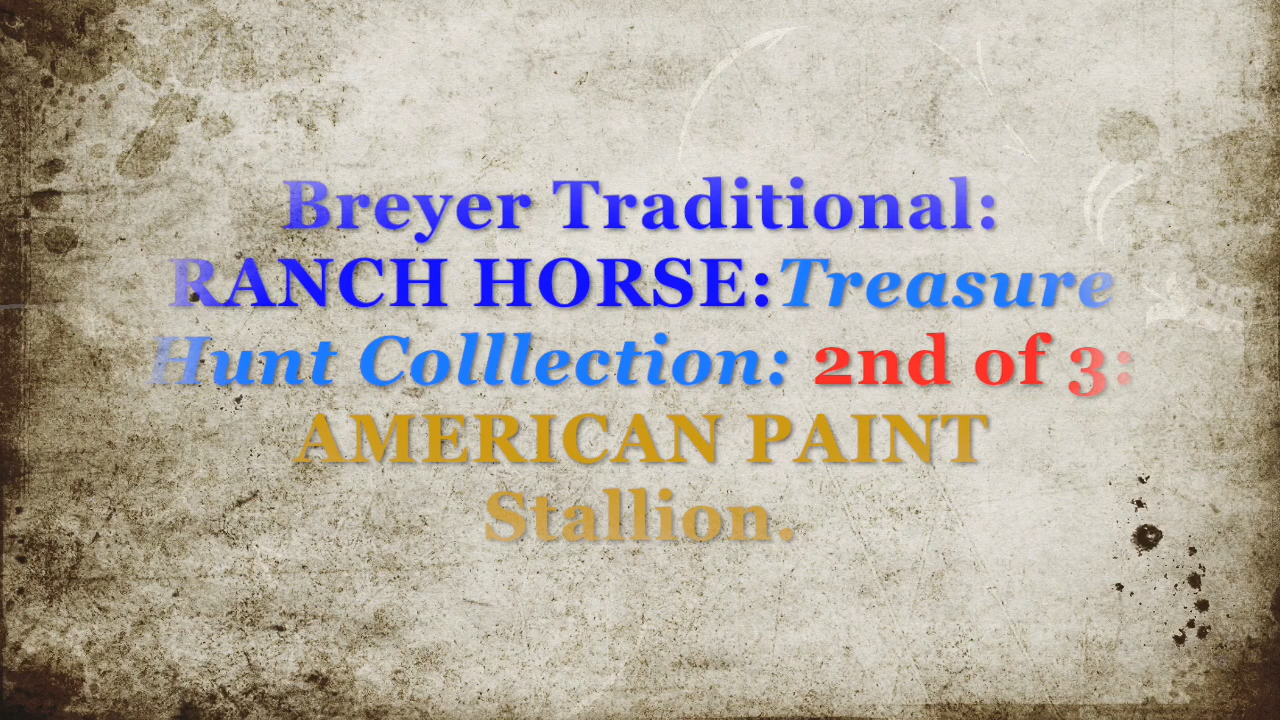 Breyer Traditional:
RANCH HORSE:Treasure
Hunt Colllection: 2nd of 3:
AMERICAN PAINT
Stallion.